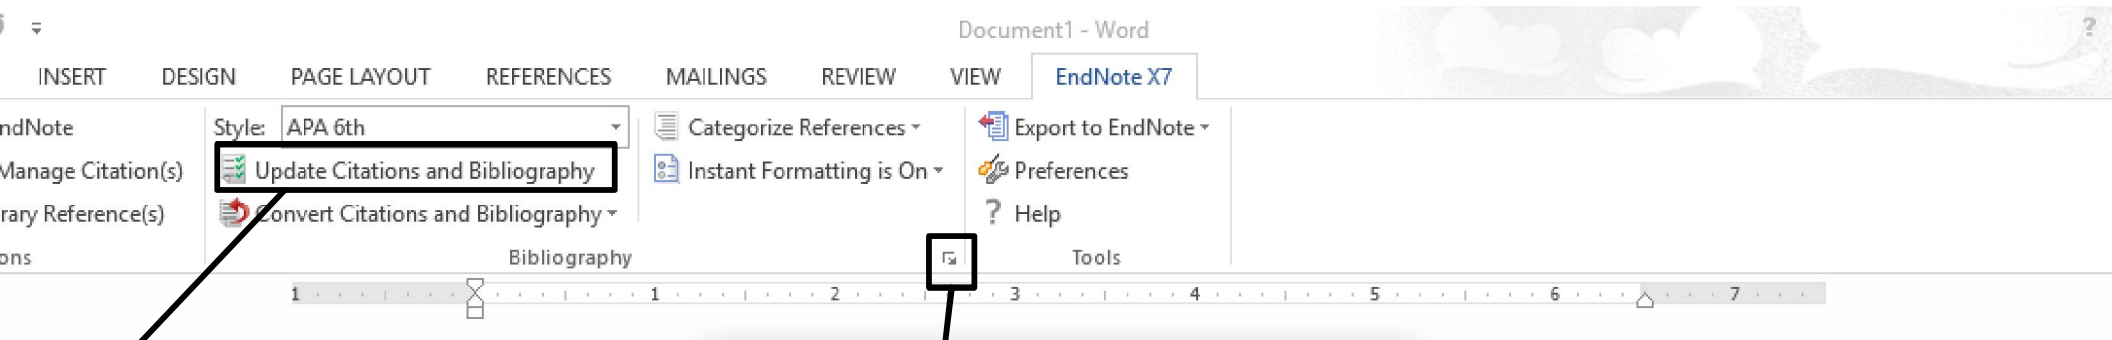 Document1 - Word
?
INSERT DESIGN PAGE LAYOUT REFERENCES MAILINGS REVIEW VIEW EndNote X7
ndNote Style: APA 6th Categorize References Export to EndNote
Manage Citation(s) Update Citations and Bibliography Instant Formatting is On Preferences
rary Reference(s) Convert Citations and Bibliography ? Help
ons Bibliography Tools
1 1 2 3 4 5 6 7